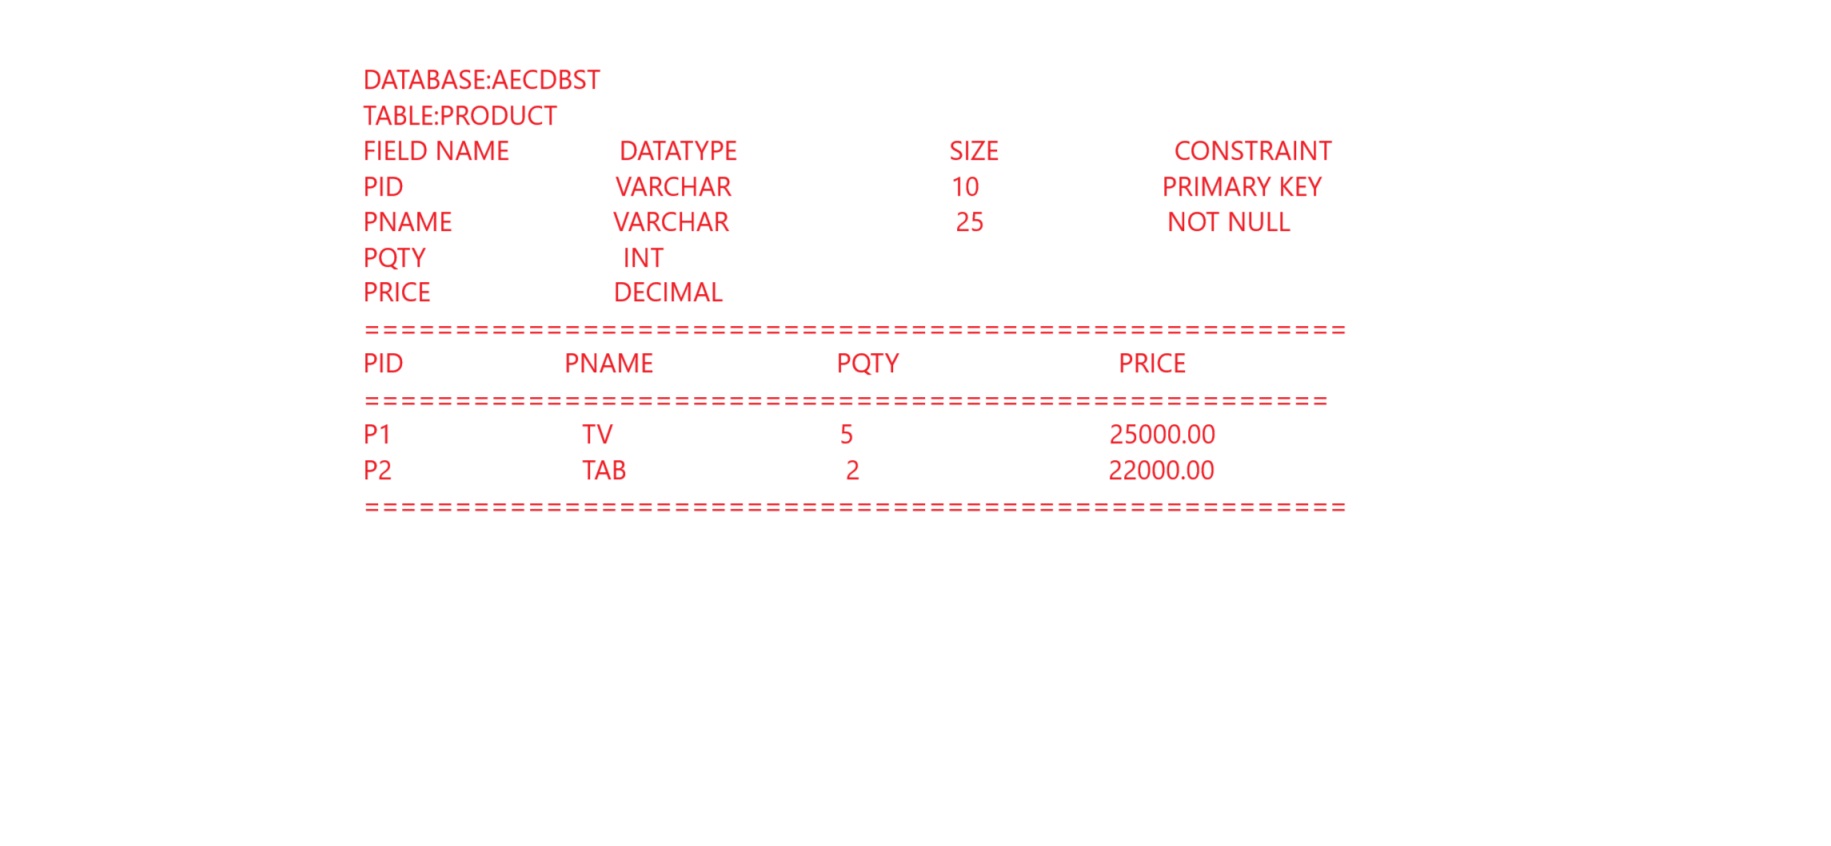 DATABASE:AECDBST
TABLE:PRODUCT
FIELD NAME DATATYPE SIZE CONSTRAINT
PID VARCHAR 10 PRIMARY KEY
PNAME VARCHAR 25 NOT NULL
PQTY INT
PRICE DECIMAL
======================================================
PID PNAME PQTY PRICE
=====================================================
P1 TV 5 25000.00
P2 TAB 2 22000.00
======================================================